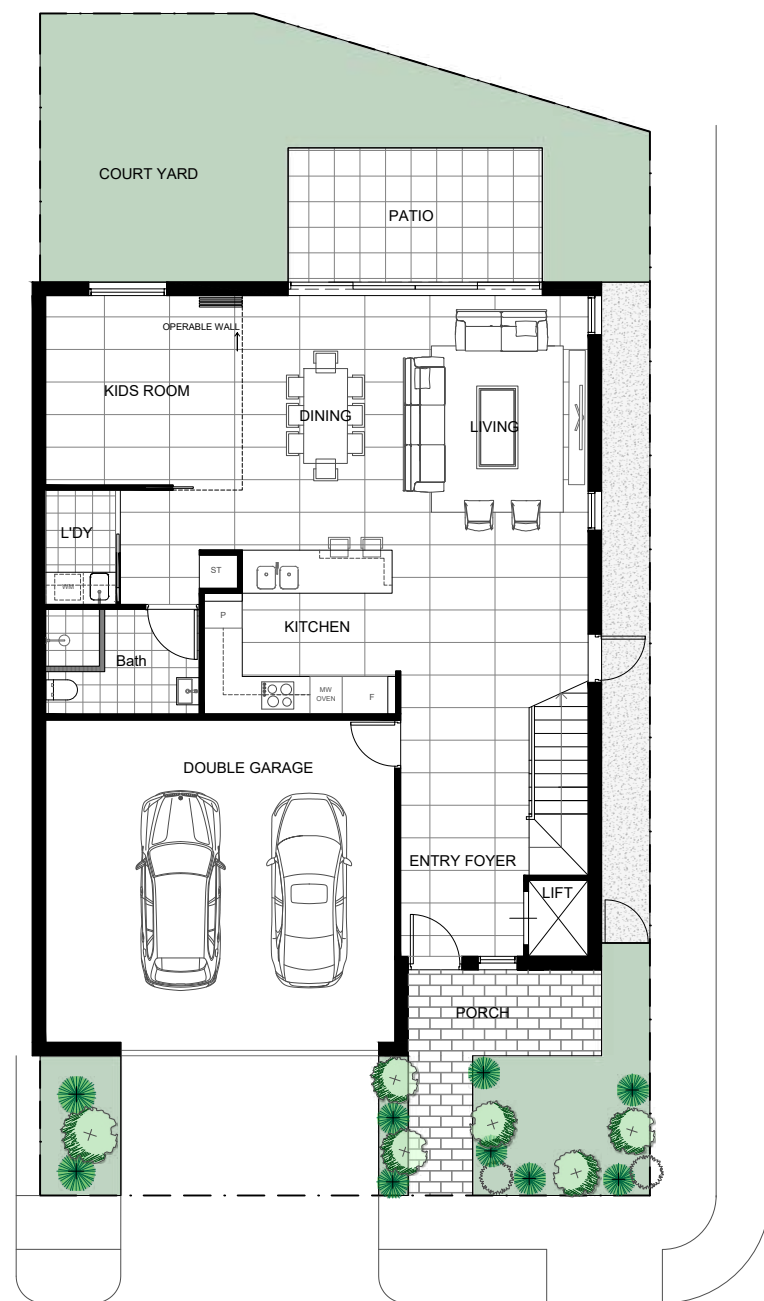 COURT YARD
PATIO
OPERABLE WALL
KIDS ROOM
DINING
LIVING
L'DY
ST
WM
P
KITCHEN
Bath
MW
OVEN
F
DOUBLE GARAGE
ENTRY FOYER
LIFT
PORCH